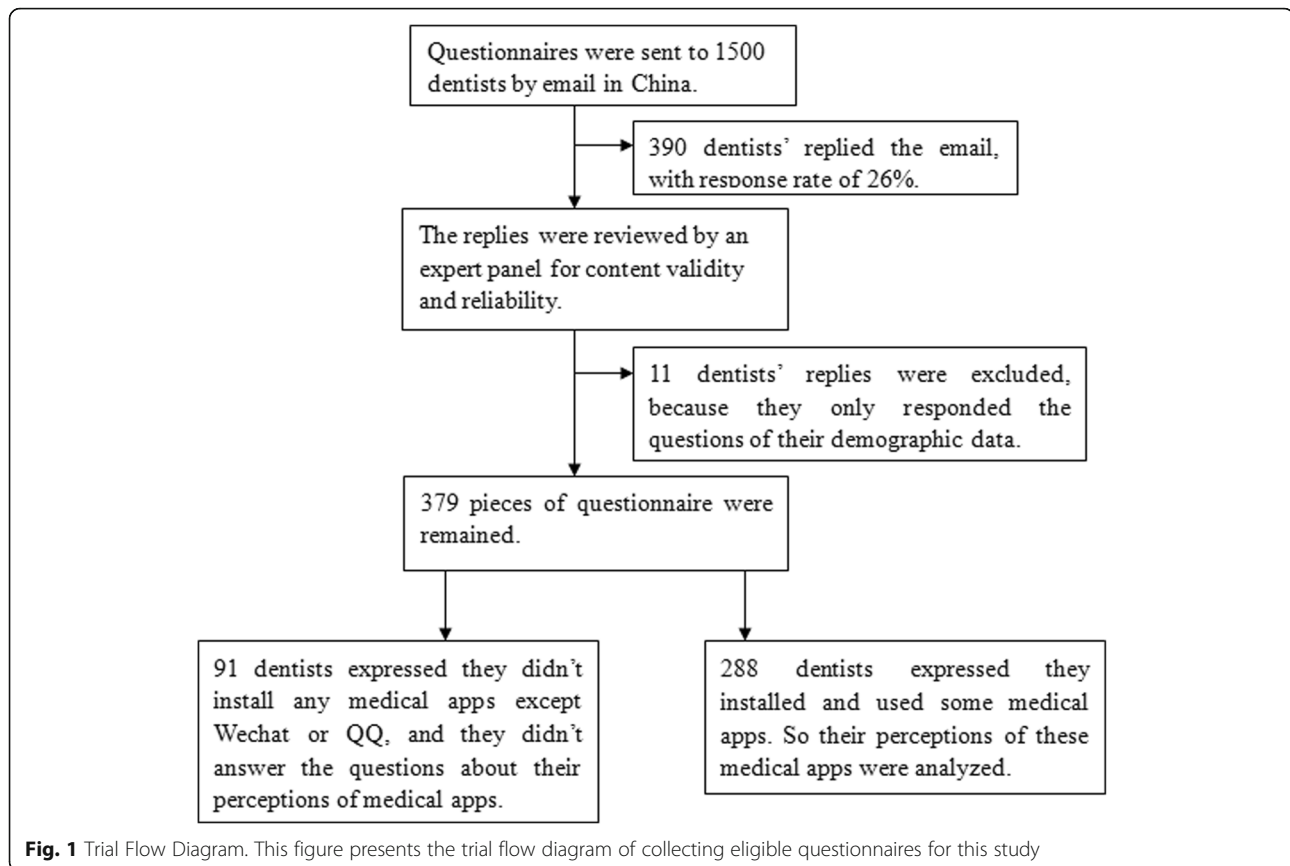 Questionnaires were sent to 1500
dentists by email in China.
390 dentists’ replied the email,
with response rate of 26%.
The replies were reviewed by an
expert panel for content validity
and reliability.
11 dentists’ replies were excluded,
because they only responded the
questions of their demographic data.
379 pieces of questionnaire were
remained.
91 dentists expressed they didn’t
install any medical apps except
Wechat or QQ, and they didn’t
answer the questions about their
perceptions of medical apps.
288 dentists expressed they
installed and used some medical
apps. So their perceptions of these
medical apps were analyzed.
Fig. 1 Trial Flow Diagram. This figure presents the trial flow diagram of collecting eligible questionnaires for this study